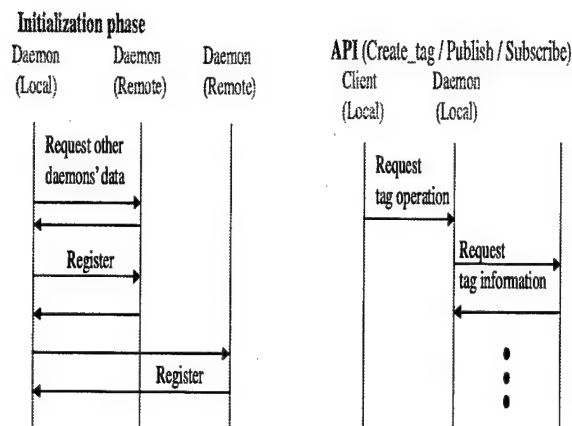 Initialization phase
Daemon Daemon Daemon
(Local) (Remote) (Remote)
Request other
daemons' data
Register
Register
API (Create_tag / Publish / Subscribe)
Client Daemon
(Local) (Local)
Request
tag operation
Request
tag information